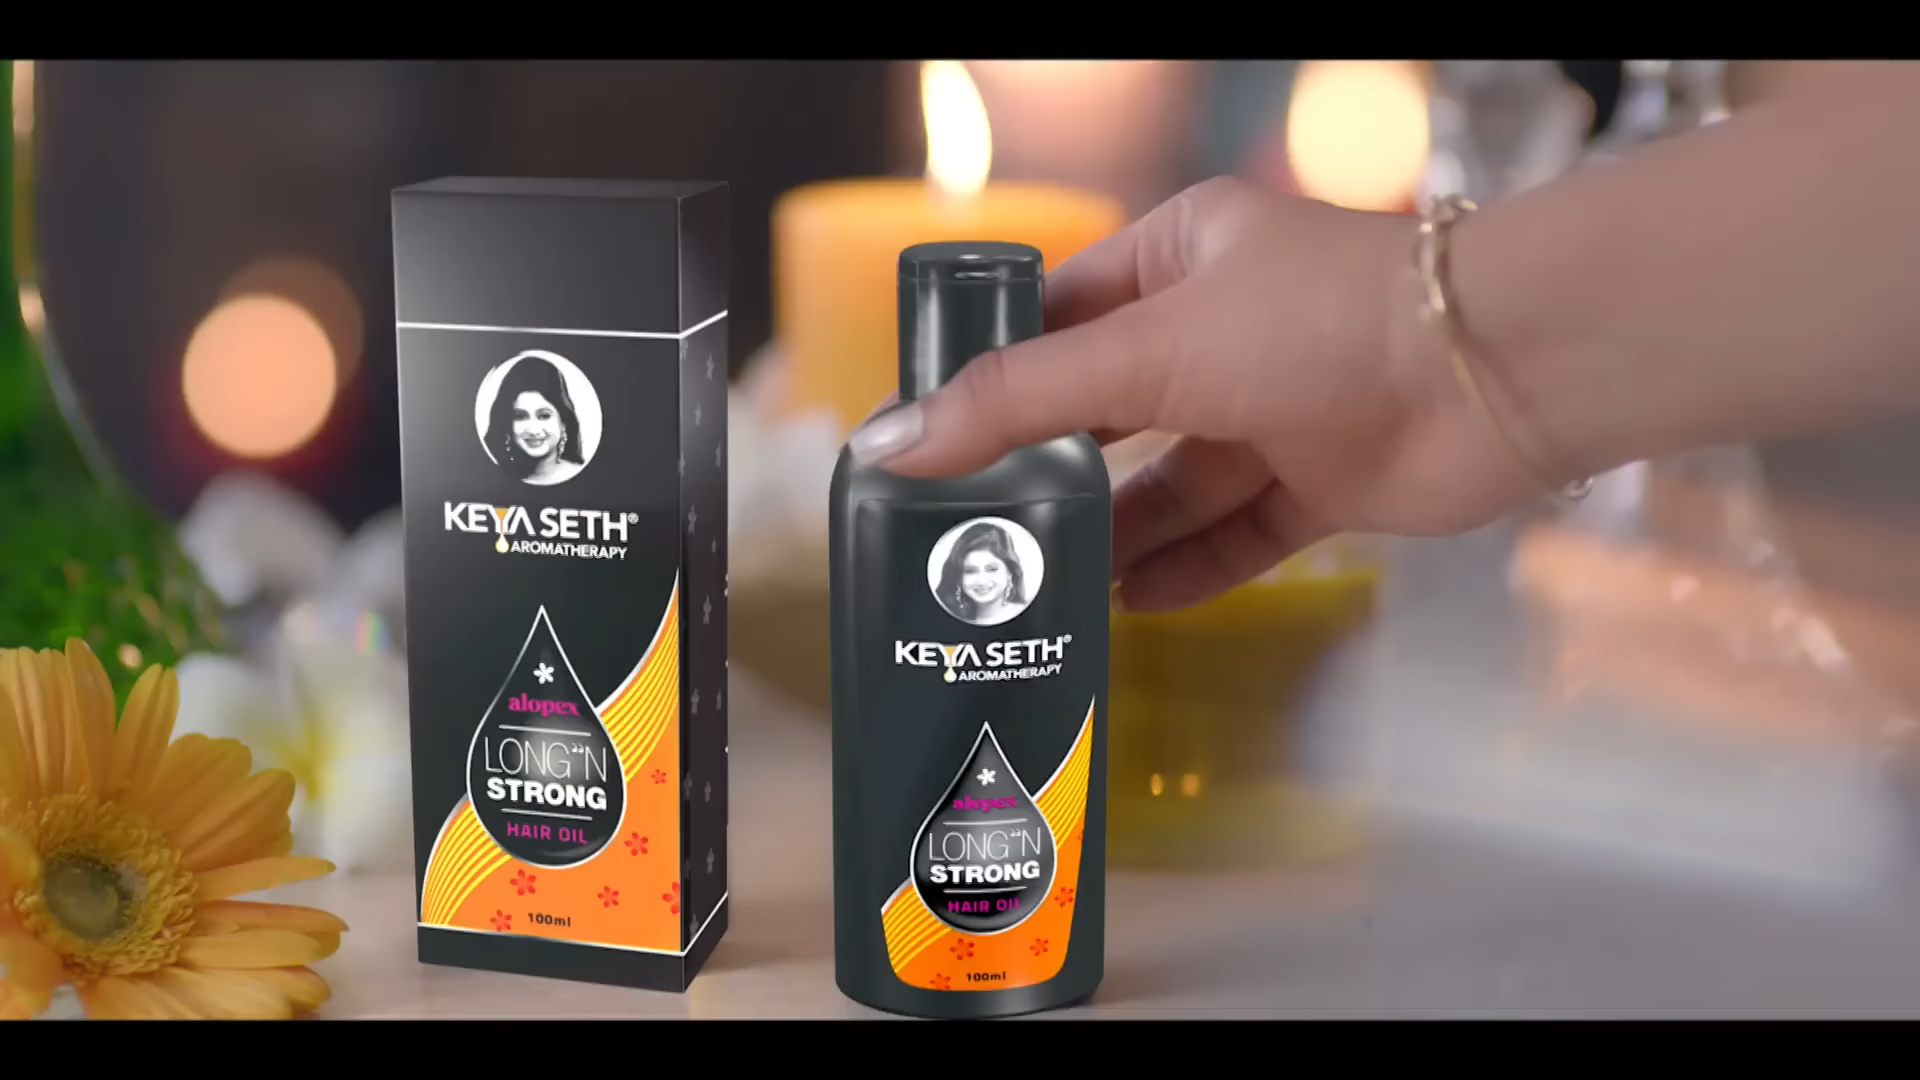 KEYA SETH®
AROMATHERAPY
alopex
LONG"N
STRONG
HAIR OIL
100ml
KEYA SETH®
AROMATHERAPY
alopex
LONG"N
STRONG
HAIR OIL
100ml